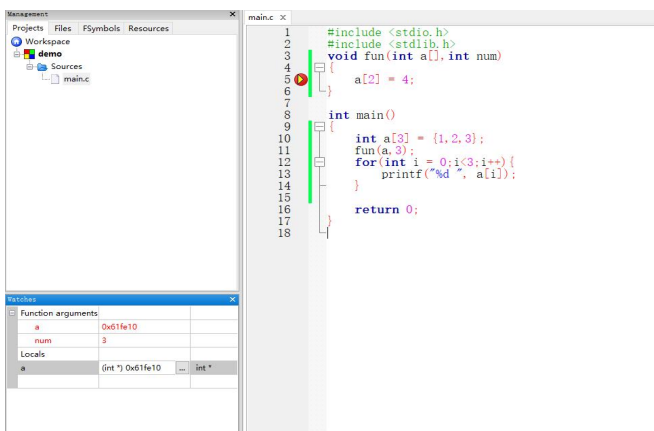 Management
Projects Files FSymbols Resources
Workspace
demo
Sources
main.c
Watches
Function arguments
a 0x61fe10
num 3
Locals
a (int *) 0x61fe10 ... int *
main.c
1 #include <stdio.h>
2 #include <stdlib.h>
3 void fun(int a[],int num)
4 {
5 a[2] = 4;
6 }
7
8 int main()
9 {
10 int a[3] = {1,2,3};
11 fun(a,3);
12 for(int i = 0;i<3;i++){
13 printf("%d ", a[i]);
14 }
15
16 return 0;
17 }
18